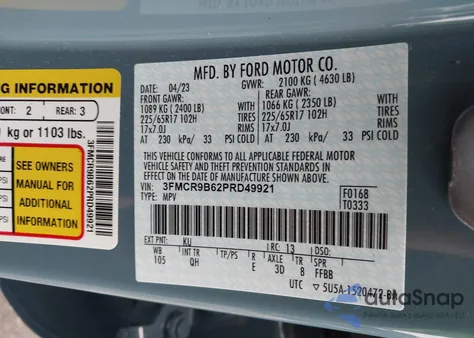 MFD. BY FORD MOTOR CO.
04/23 GVWR: 2100 KG ( 4630 LB)
FRONT GAWR: REAR GAWR:
1089 KG ( 2400 LB) 1066 KG ( 2350 LB)
225/65R17 102H TIRES 225/65R17 102H TIRES
17x7.0J RIMS 17x7.0J RIMS
AT 230 kPa/ 33 PSI COLD AT 230 kPa/ 33 PSI COLD
THIS VEHICLE CONFORMS TO ALL APPLICABLE FEDERAL MOTOR
VEHICLE SAFETY AND THEFT PREVENTION STANDARDS IN
EFFECT ON THE DATE OF MANUFACTURE SHOWN ABOVE.
VIN: 3FMCR9B62PRD49921
TYPE: MPV
F0168
T0333
EXT PNT: KU RC: 13 DSO:
WB INT TR TP/PS R AXLE TR SPR
105 QH E 3D 8 FFBB
UTC ▽5U5A-1520472-
NG INFORMATION
ONT: 2 REAR: 3
kg or 1103 lbs.
SEE OWNERS
MANUAL FOR
ADDITIONAL
INFORMATION
3FMCR9B62PRD49921
autoSnap